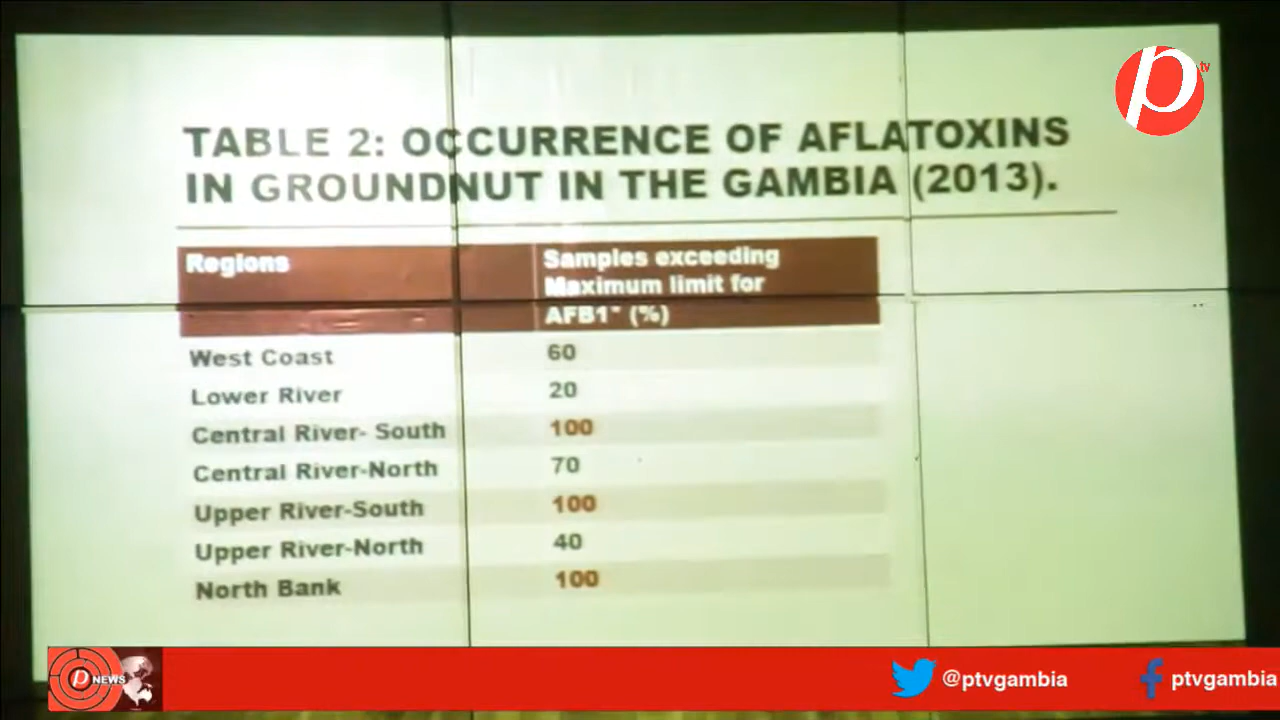 p tv
TABLE 2: OCCURRENCE OF AFLATOXINS
IN GROUNDNUT IN THE GAMBIA (2013).
Regions
Samples exceeding
Maximum limit for
AFB1* (%)
West Coast 60
Lower River 20
Central River- South 100
Central River-North 70
Upper River-South 100
Upper River-North 40
North Bank 100
p NEWS
@ptvgambia
ptvgambia